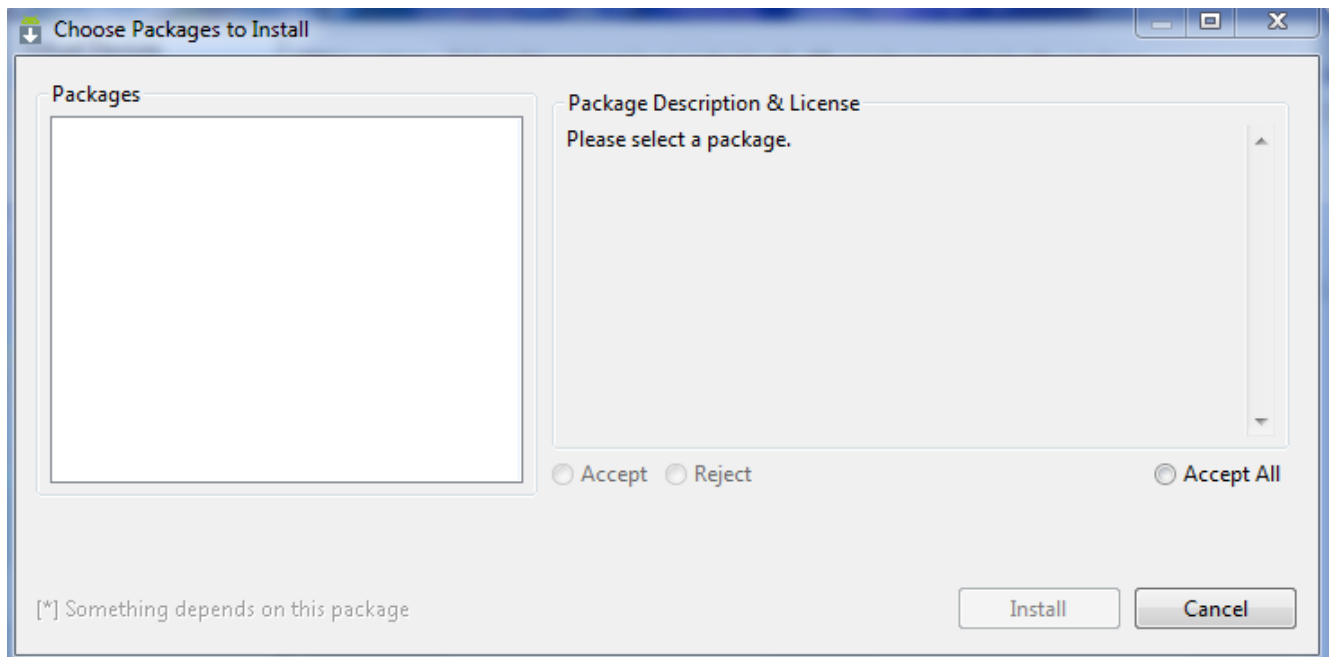 Choose Packages to Install
Packages
Package Description & License
Please select a package.
Accept
Reject
Accept All
[*] Something depends on this package
Install
Cancel